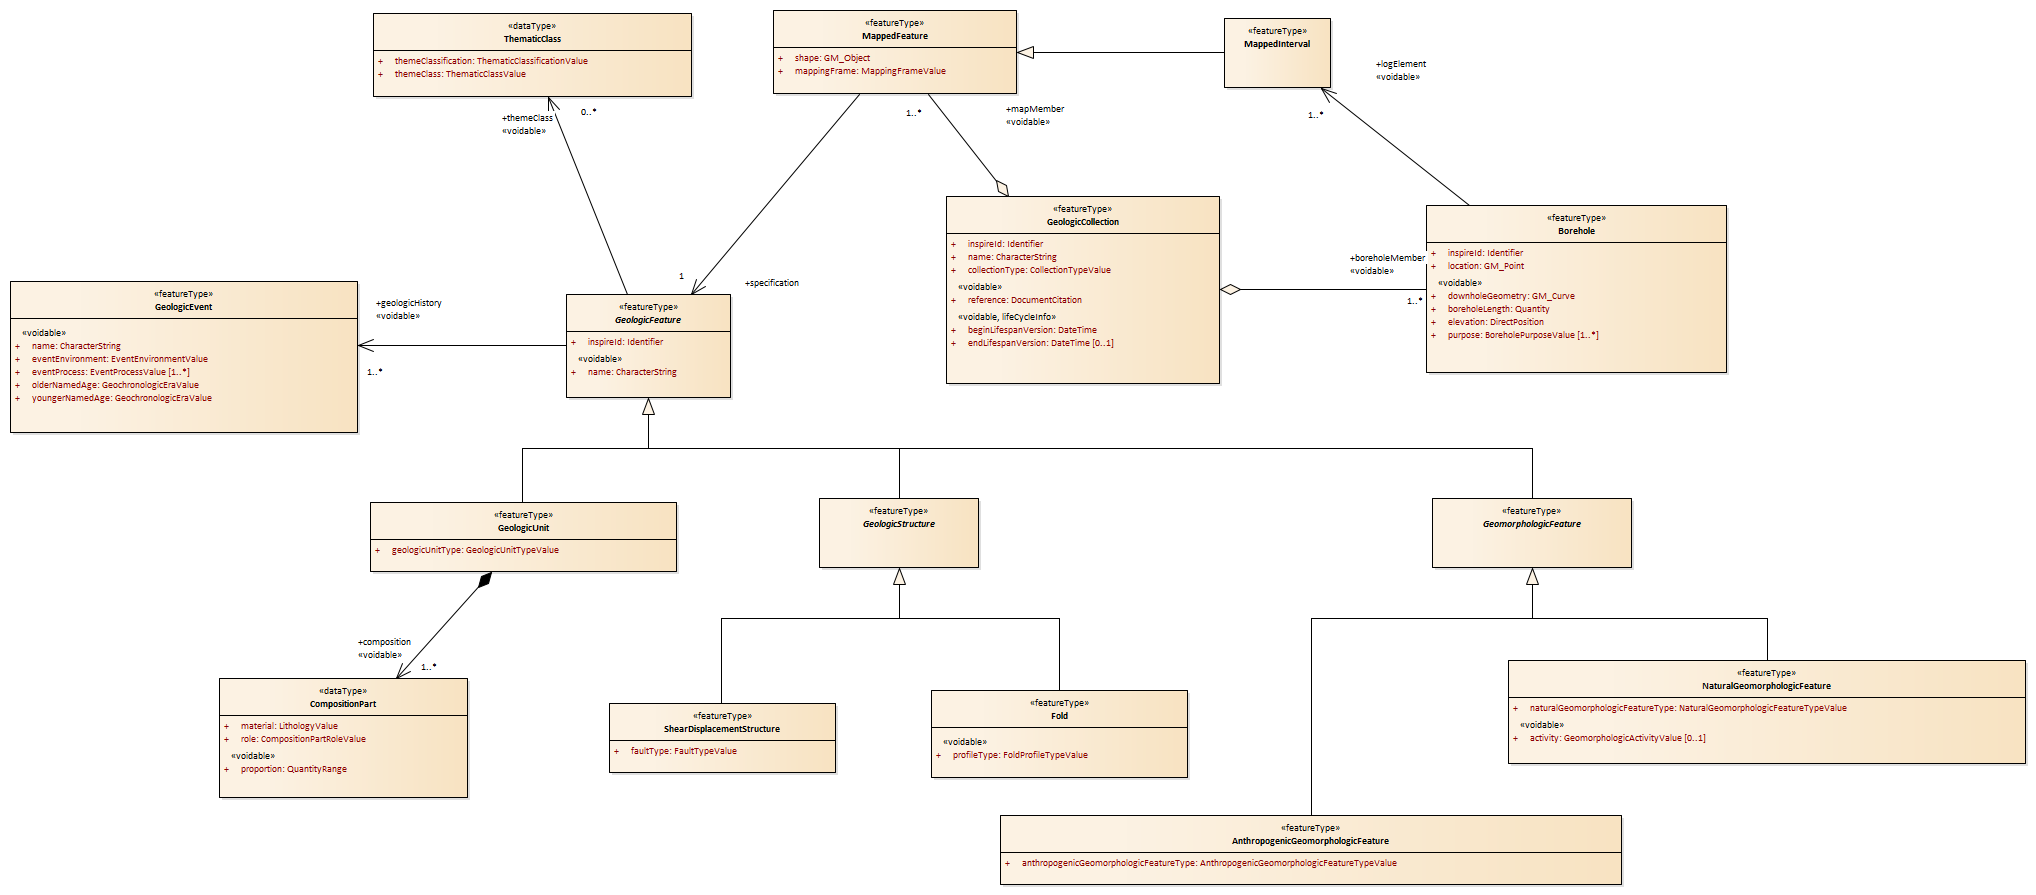 «dataType»
ThematicClass
+ themeClassification: ThematicClassificationValue
+ themeClass: ThematicClassValue
«featureType»
MappedFeature
+ shape: GM_Object
+ mappingFrame: MappingFrameValue
«featureType»
MappedInterval
+logElement
«voidable»
1..*
+themeClass
«voidable»
0..*
1..*
+mapMember
«voidable»
«featureType»
GeologicCollection
+ inspireId: Identifier
+ name: CharacterString
+ collectionType: CollectionTypeValue
«voidable»
+ reference: DocumentCitation
«voidable, lifeCycleInfo»
+ beginLifespanVersion: DateTime
+ endLifespanVersion: DateTime [0..1]
+boreholeMember
«voidable»
1..*
«featureType»
Borehole
+ inspireId: Identifier
+ location: GM_Point
«voidable»
+ downholeGeometry: GM_Curve
+ boreholeLength: Quantity
+ elevation: DirectPosition
+ purpose: BoreholePurposeValue [1..*]
1
+specification
«featureType»
GeologicEvent
«voidable»
+ name: CharacterString
+ eventEnvironment: EventEnvironmentValue
+ eventProcess: EventProcessValue [1..*]
+ olderNamedAge: GeochronologicEraValue
+ youngerNamedAge: GeochronologicEraValue
+geologicHistory
«voidable»
1..*
«featureType»
GeologicFeature
+ inspireId: Identifier
«voidable»
+ name: CharacterString
«featureType»
GeologicUnit
+ geologicUnitType: GeologicUnitTypeValue
«featureType»
GeologicStructure
«featureType»
GeomorphologicFeature
+composition
«voidable»
1..*
«dataType»
CompositionPart
+ material: LithologyValue
+ role: CompositionPartRoleValue
«voidable»
+ proportion: QuantityRange
«featureType»
ShearDisplacementStructure
+ faultType: FaultTypeValue
«featureType»
Fold
«voidable»
+ profileType: FoldProfileTypeValue
«featureType»
NaturalGeomorphologicFeature
+ naturalGeomorphologicFeatureType: NaturalGeomorphologicFeatureTypeValue
«voidable»
+ activity: GeomorphologicActivityValue [0..1]
«featureType»
AnthropogenicGeomorphologicFeature
+ anthropogenicGeomorphologicFeatureType: AnthropogenicGeomorphologicFeatureTypeValue